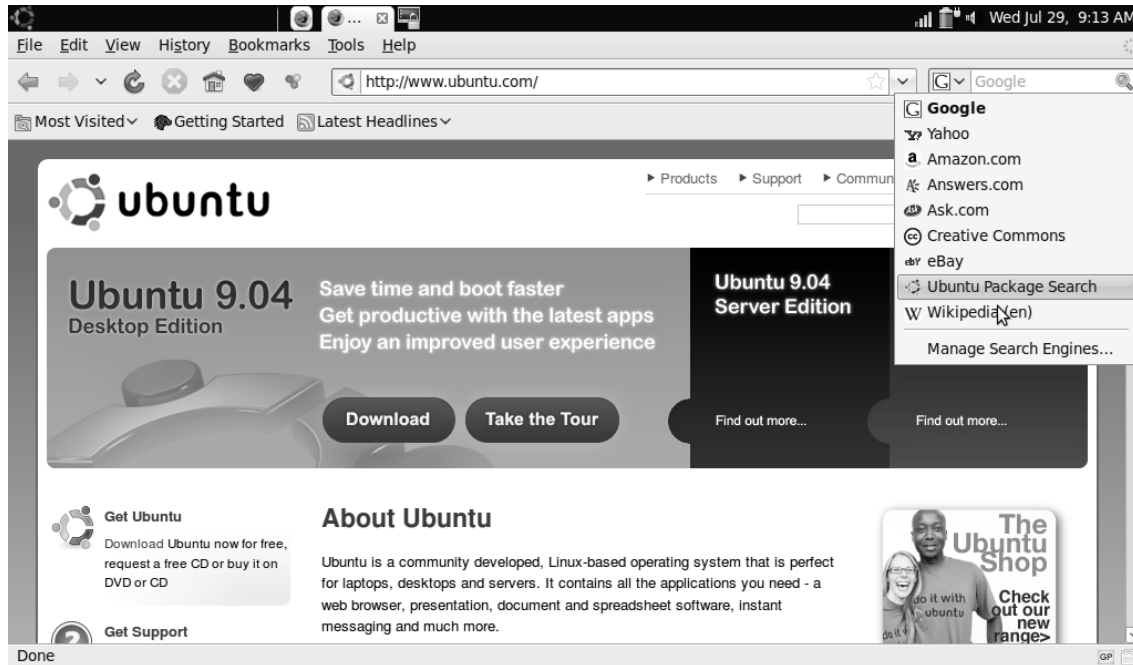 ... Wed Jul 29, 9:13 AM
File Edit View History Bookmarks Tools Help
http://www.ubuntu.com/ G Google
Most Visited Getting Started Latest Headlines
Google
Yahoo
Amazon.com
Answers.com
Ask.com
Creative Commons
eBay
Ubuntu Package Search
Wikipedia (en)
Manage Search Engines...
ubuntu
Products Support Commun
Ubuntu 9.04
Desktop Edition
Save time and boot faster
Get productive with the latest apps
Enjoy an improved user experience
Download Take the Tour
Ubuntu 9.04
Server Edition
Find out more... Find out more...
Get Ubuntu
Download Ubuntu now for free,
request a free CD or buy it on
DVD or CD
Get Support
About Ubuntu
Ubuntu is a community developed, Linux-based operating system that is perfect
for laptops, desktops and servers. It contains all the applications you need - a
web browser, presentation, document and spreadsheet software, instant
messaging and much more.
The
Ubuntu
Shop
Check
out our
new
range>
do it with
ubuntu
Done GP